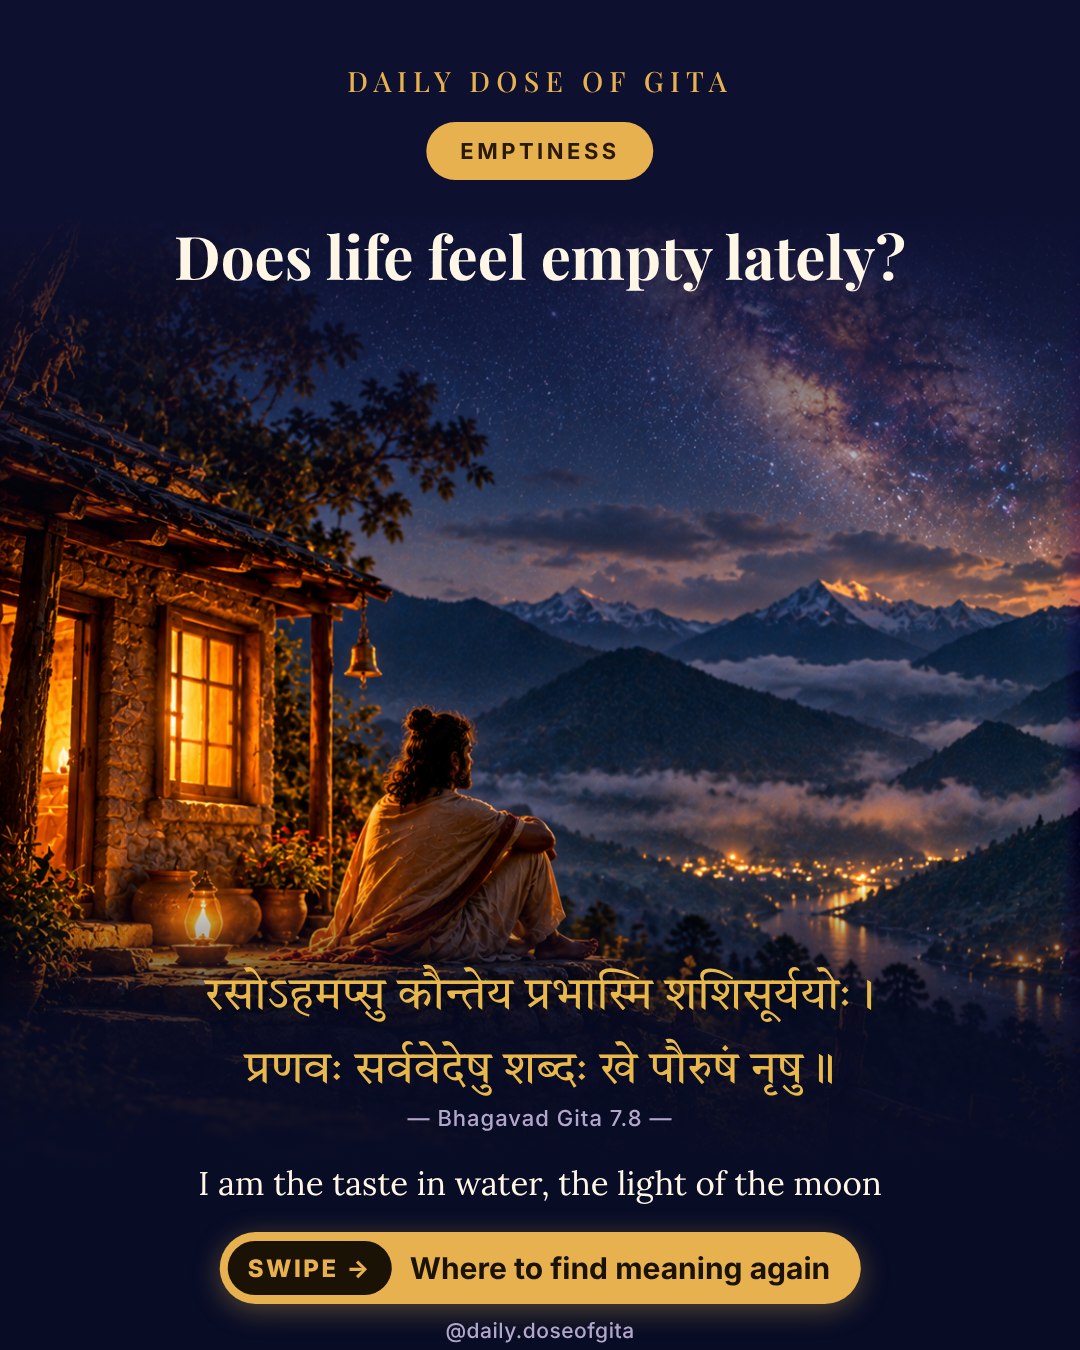 DAILY DOSE OF GITA
EMPTINESS
Does life feel empty lately?
रसोऽहमप्सु कौन्तेय प्रभास्मि शशिसूर्ययोः।
प्रणवः सर्ववेदेषु शब्दः खे पौरुषं नृषु॥
— Bhagavad Gita 7.8 —
I am the taste in water, the light of the moon
SWIPE → Where to find meaning again
@daily.doseofgita